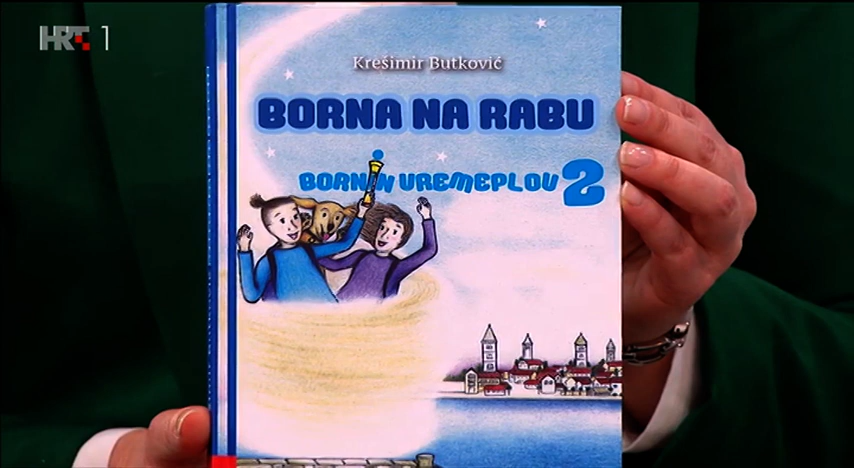 HRT 1
Krešimir Butković
BORNA NA RABU
BORNIN VREMEPLOV 2